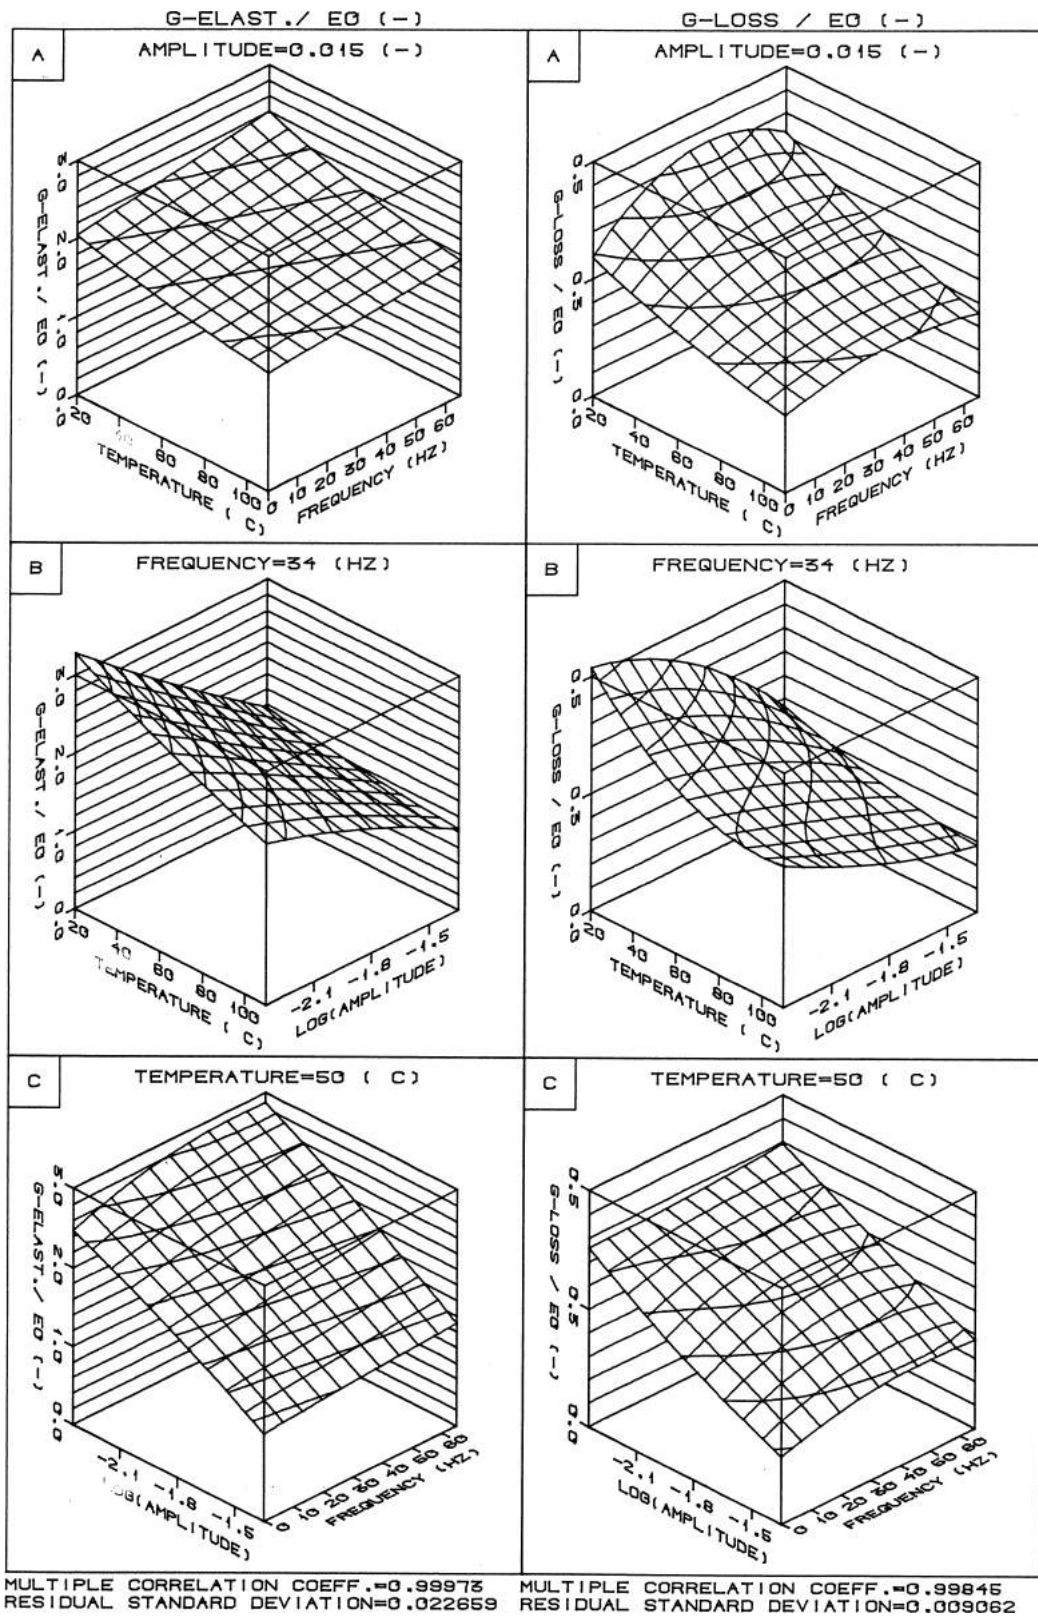 G-ELAST./ E0 (-)
A
AMPLITUDE=0.015 (-)
3.0
2.0
1.0
0.0
G-ELAST./ E0 (-)
20 40 60 80 100
TEMPERATURE ( C)
0 10 20 30 40 50 60
FREQUENCY (HZ)
G-LOSS / E0 (-)
A
AMPLITUDE=0.015 (-)
0.5
0.3
0.0
G-LOSS / E0 (-)
20 40 60 80 100
TEMPERATURE ( C)
0 10 20 30 40 50 60
FREQUENCY (HZ)
B
FREQUENCY=34 (HZ)
3.0
2.0
1.0
0.0
G-ELAST./ E0 (-)
20 40 60 80 100
TEMPERATURE ( C)
-2.1 -1.8 -1.5
LOG(AMPLITUDE)
B
FREQUENCY=34 (HZ)
0.5
0.3
0.0
G-LOSS / E0 (-)
20 40 60 80 100
TEMPERATURE ( C)
-2.1 -1.8 -1.5
LOG(AMPLITUDE)
C
TEMPERATURE=50 ( C)
3.0
2.0
1.0
0.0
G-ELAST./ E0 (-)
-2.1 -1.8 -1.5
LOG(AMPLITUDE)
0 10 20 30 40 50 60
FREQUENCY (HZ)
C
TEMPERATURE=50 ( C)
0.5
0.3
0.0
G-LOSS / E0 (-)
-2.1 -1.8 -1.5
LOG(AMPLITUDE)
0 10 20 30 40 50 60
FREQUENCY (HZ)
MULTIPLE CORRELATION COEFF.=0.99973
RESIDUAL STANDARD DEVIATION=0.022659
MULTIPLE CORRELATION COEFF.=0.99845
RESIDUAL STANDARD DEVIATION=0.009062